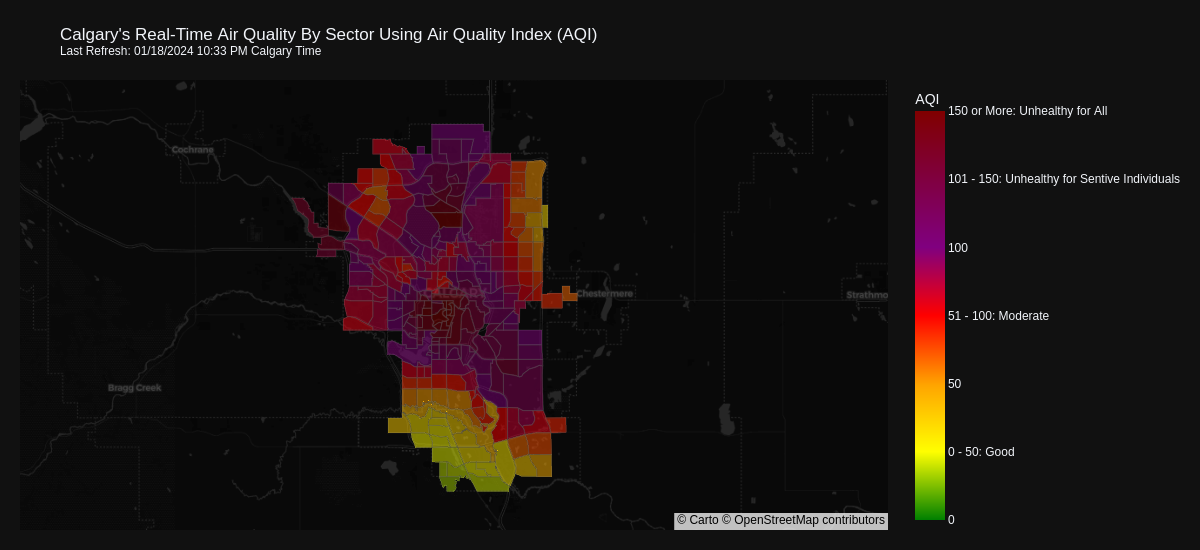 Calgary's Real-Time Air Quality By Sector Using Air Quality Index (AQI)
Last Refresh: 01/18/2024 10:33 PM Calgary Time
AQI
150 or More: Unhealthy for All
101 - 150: Unhealthy for Sentive Individuals
100
51 - 100: Moderate
50
0 - 50: Good
0
Cochrane
CALGARY
Chestermere
Strathmo
Bragg Creek
© Carto © OpenStreetMap contributors